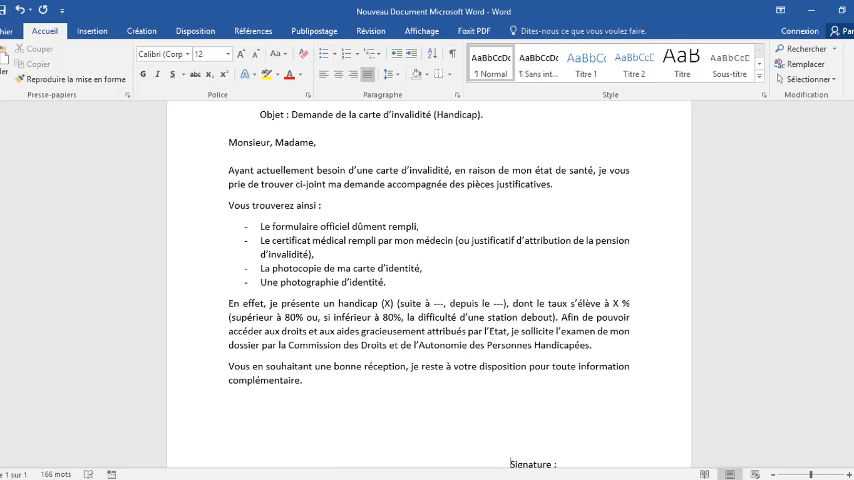 Nouveau Document Microsoft Word - Word
Accueil Insertion Création Disposition Références Publipostage Révision Affichage Foxit PDF Dites-nous ce que vous voulez faire. Connexion
Couper
Copier
Reproduire la mise en forme
Presse-papiers
Calibri (Corp 12
G I S abc x₂ x²
Police
Paragraphe
AaBbCcDc AaBbCcDc AaBbCc AaBbCcC AaB AaBbCcC
¶ Normal ¶ Sans int... Titre 1 Titre 2 Titre Sous-titre
Style
Rechercher
Remplacer
Sélectionner
Modification
Objet : Demande de la carte d’invalidité (Handicap).
Monsieur, Madame,
Ayant actuellement besoin d’une carte d’invalidité, en raison de mon état de santé, je vous
prie de trouver ci-joint ma demande accompagnée des pièces justificatives.
Vous trouverez ainsi :
- Le formulaire officiel dûment rempli,
- Le certificat médical rempli par mon médecin (ou justificatif d’attribution de la pension
d’invalidité),
- La photocopie de ma carte d’identité,
- Une photographie d’identité.
En effet, je présente un handicap (X) (suite à ---, depuis le ---), dont le taux s’élève à X %
(supérieur à 80% ou, si inférieur à 80%, la difficulté d’une station debout). Afin de pouvoir
accéder aux droits et aux aides gracieusement attribués par l’Etat, je sollicite l’examen de mon
dossier par la Commission des Droits et de l’Autonomie des Personnes Handicapées.
Vous en souhaitant une bonne réception, je reste à votre disposition pour toute information
complémentaire.
Signature :
1 sur 1 166 mots